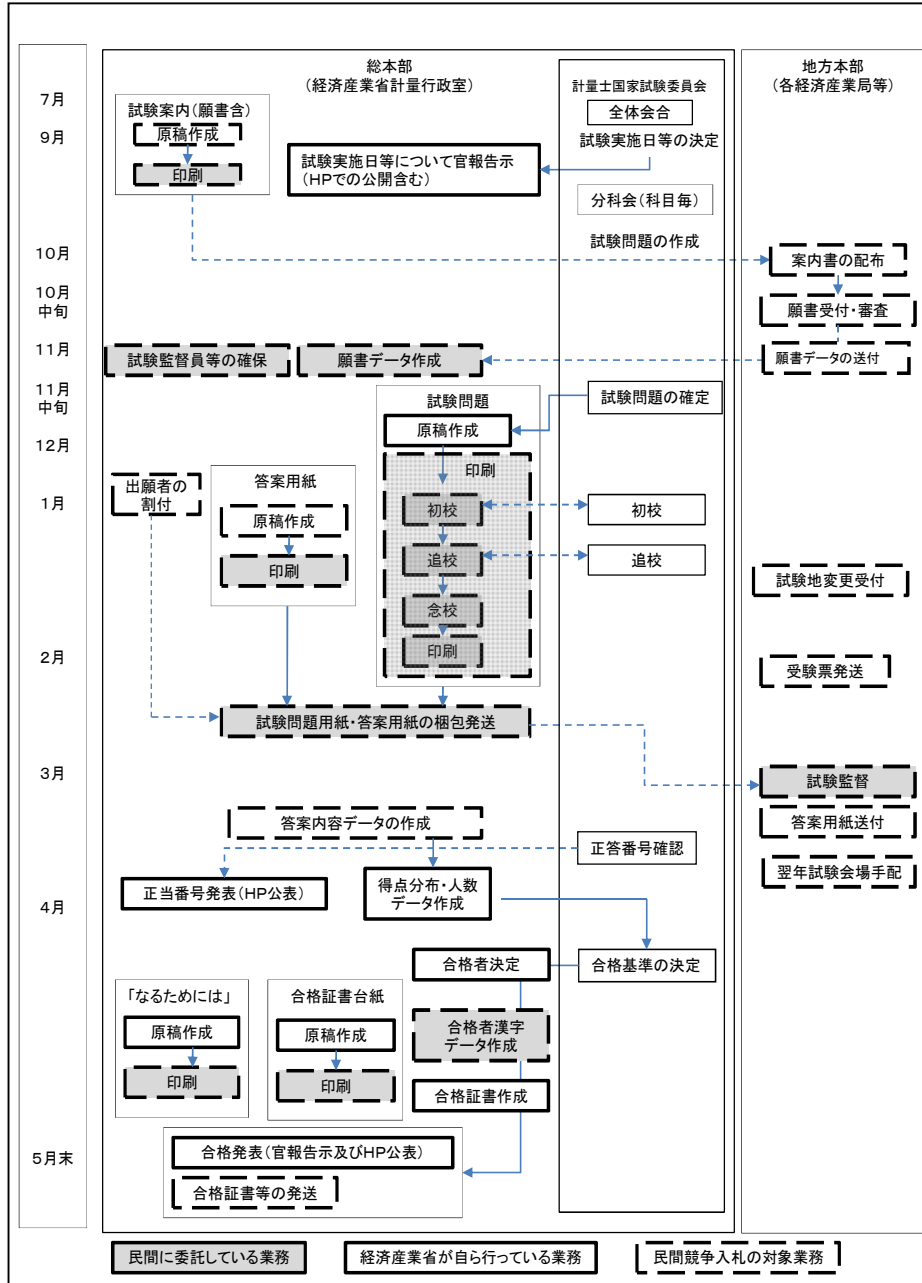 総本部
(経済産業省計量行政室)
計量士国家試験委員会
地方本部
(各経済産業局等)
7月
試験案内(願書含)
全体会合
9月
原稿作成
試験実施日等の決定
印刷
試験実施日等について官報告示
(HPでの公開含む)
分科会(科目毎)
試験問題の作成
10月
案内書の配布
10月
中旬
願書受付・審査
11月
試験監督員等の確保
願書データ作成
願書データの送付
11月
中旬
試験問題
試験問題の確定
原稿作成
12月
印刷
出願者の
割付
答案用紙
1月
初校
初校
原稿作成
追校
追校
印刷
試験地変更受付
念校
印刷
2月
受験票発送
試験問題用紙・答案用紙の梱包発送
3月
試験監督
答案内容データの作成
答案用紙送付
正答番号確認
翌年試験会場手配
正当番号発表(HP公表)
得点分布・人数
データ作成
4月
合格者決定
合格基準の決定
「なるためには」
合格証書台紙
原稿作成
原稿作成
合格者漢字
データ作成
印刷
印刷
合格証書作成
合格発表(官報告示及びHP公表)
5月末
合格証書等の発送
民間に委託している業務
経済産業省が自ら行っている業務
民間競争入札の対象業務